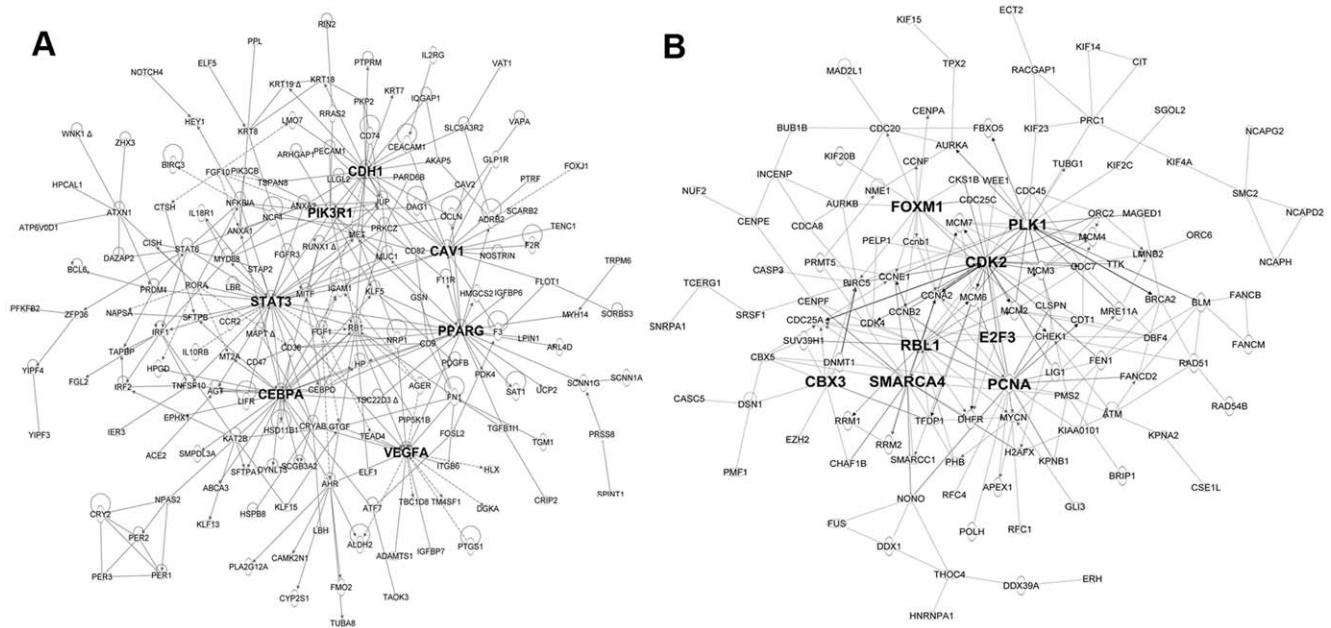 A
B
RIN2
PPL
ELF5
NOTCH4
PTPRM
IL2RG
VAT1
KRT19 Δ
KRT18
KRT7
PKP2
IQGAP1
HEY1
LMO7
RRAS2
KRT8
CD74
SLC9A3R2
VAPA
WNK1 Δ
ZHX3
CEACAM1
ARHGAP1
PECAM1
AKAP5
GLP1R
BIRC3
FGF10
PIK3CB
LLGL2
CDH1
PARD6B
FOXJ1
HPCAL1
TSPAN8
CAV2
PTRF
CTSH
NFKBIA
ANXA2
JUP
DAG1
SCARB2
ATXN1
IL18R1
NCF4
PIK3R1
OCLN
ADRB2
TENC1
ATP6V0D1
ANXA1
RUNX1 Δ
MET
PRKCZ
F2R
CISH
STAT6
MYD88
FGFR3
MUC1
CD82
CAV1
NOSTRIN
DAZAP2
BCL6
STAP2
TRPM6
PRDM1
RORA
LBR
MITF
ICAM1
KLF5
F11R
FLOT1
HMGCS2
IGFBP6
PFKFB2
ZFP36
NAPSA
SFTPB
STAT3
GSN
MYH14
SORBS3
IRF1
CCR2
MAPT Δ
FGF1
RB1
PPARG
F3
TAPBP
IL10RB
MT2A
CD36
NRP1
CD9
LPIN1
ARL4D
YIPF4
HPGD
CD47
HP
PDGFB
PDK4
FGL2
IRF2
TNFSF10
AGT
LIFR
CEBPA
CEBPD
AGER
SAT1
UCP2
SCNN1G
SCNN1A
TSC22D3 Δ
FN1
EPHX1
PIP5K1B
TGFB1I1
YIPF3
IER3
KAT2B
HSD11B1
CRYAB
FOSL2
PRSS8
TEAD4
TGM1
ACE2
SMPDL3A
VEGFA
SFTPA
DYNLT3
SCGB3A2
ELF1
ITGB6
HLX
ABCA3
AHR
SPINT1
NPAS2
TBC1D8
TM4SF1
DGKA
CRIP2
CRY2
HSPB8
KLF15
ATF7
KLF13
PER2
LBH
PTGS1
ALDH2
ADAMTS1
IGFBP7
PER3
PER1
PLA2G12A
CAMK2N1
CYP2S1
FMO2
TAOK3
TUBA8
ECT2
KIF15
KIF14
TPX2
CIT
MAD2L1
RACGAP1
CENPA
SGOL2
PRC1
BUB1B
CDC20
FBXO5
KIF23
NCAPG2
AURKA
KIF20B
CCNF
TUBG1
KIF2C
KIF4A
INCENP
CKS1B
WEE1
NUF2
NME1
CDC45
SMC2
AURKB
FOXM1
CDC25C
NCAPD2
CENPE
CDCA8
MCM7
PLK1
ORC2
MAGED1
PELP1
Ccnb1
MCM4
ORC6
LMNB2
PRMT5
CDK2
MCM3
CDC7
TTK
NCAPH
CASP3
BIRC5
CCNE1
TCERG1
CCNA2
MCM6
BRCA2
BLM
FANCB
CENPF
CLSPN
SRSF1
CCNB2
MCM2
MRE11A
SNRPA1
CDC25A
CDK4
CDT1
SUV39H1
RBL1
E2F3
CHEK1
DBF4
FANCM
CBX5
DNMT1
FEN1
RAD51
LIG1
CBX3
SMARCA4
PCNA
FANCD2
PMS2
CASC5
DSN1
RAD54B
ATM
RRM1
TFDP1
DHFR
MYCN
KIAA0101
KPNA2
EZH2
RRM2
H2AFX
CHAF1B
SMARCC1
PHB
KPNB1
PMF1
BRIP1
CSE1L
RFC4
APEX1
NONO
GLI3
FUS
POLH
RFC1
DDX1
THOC4
DDX39A
ERH
HNRNPA1